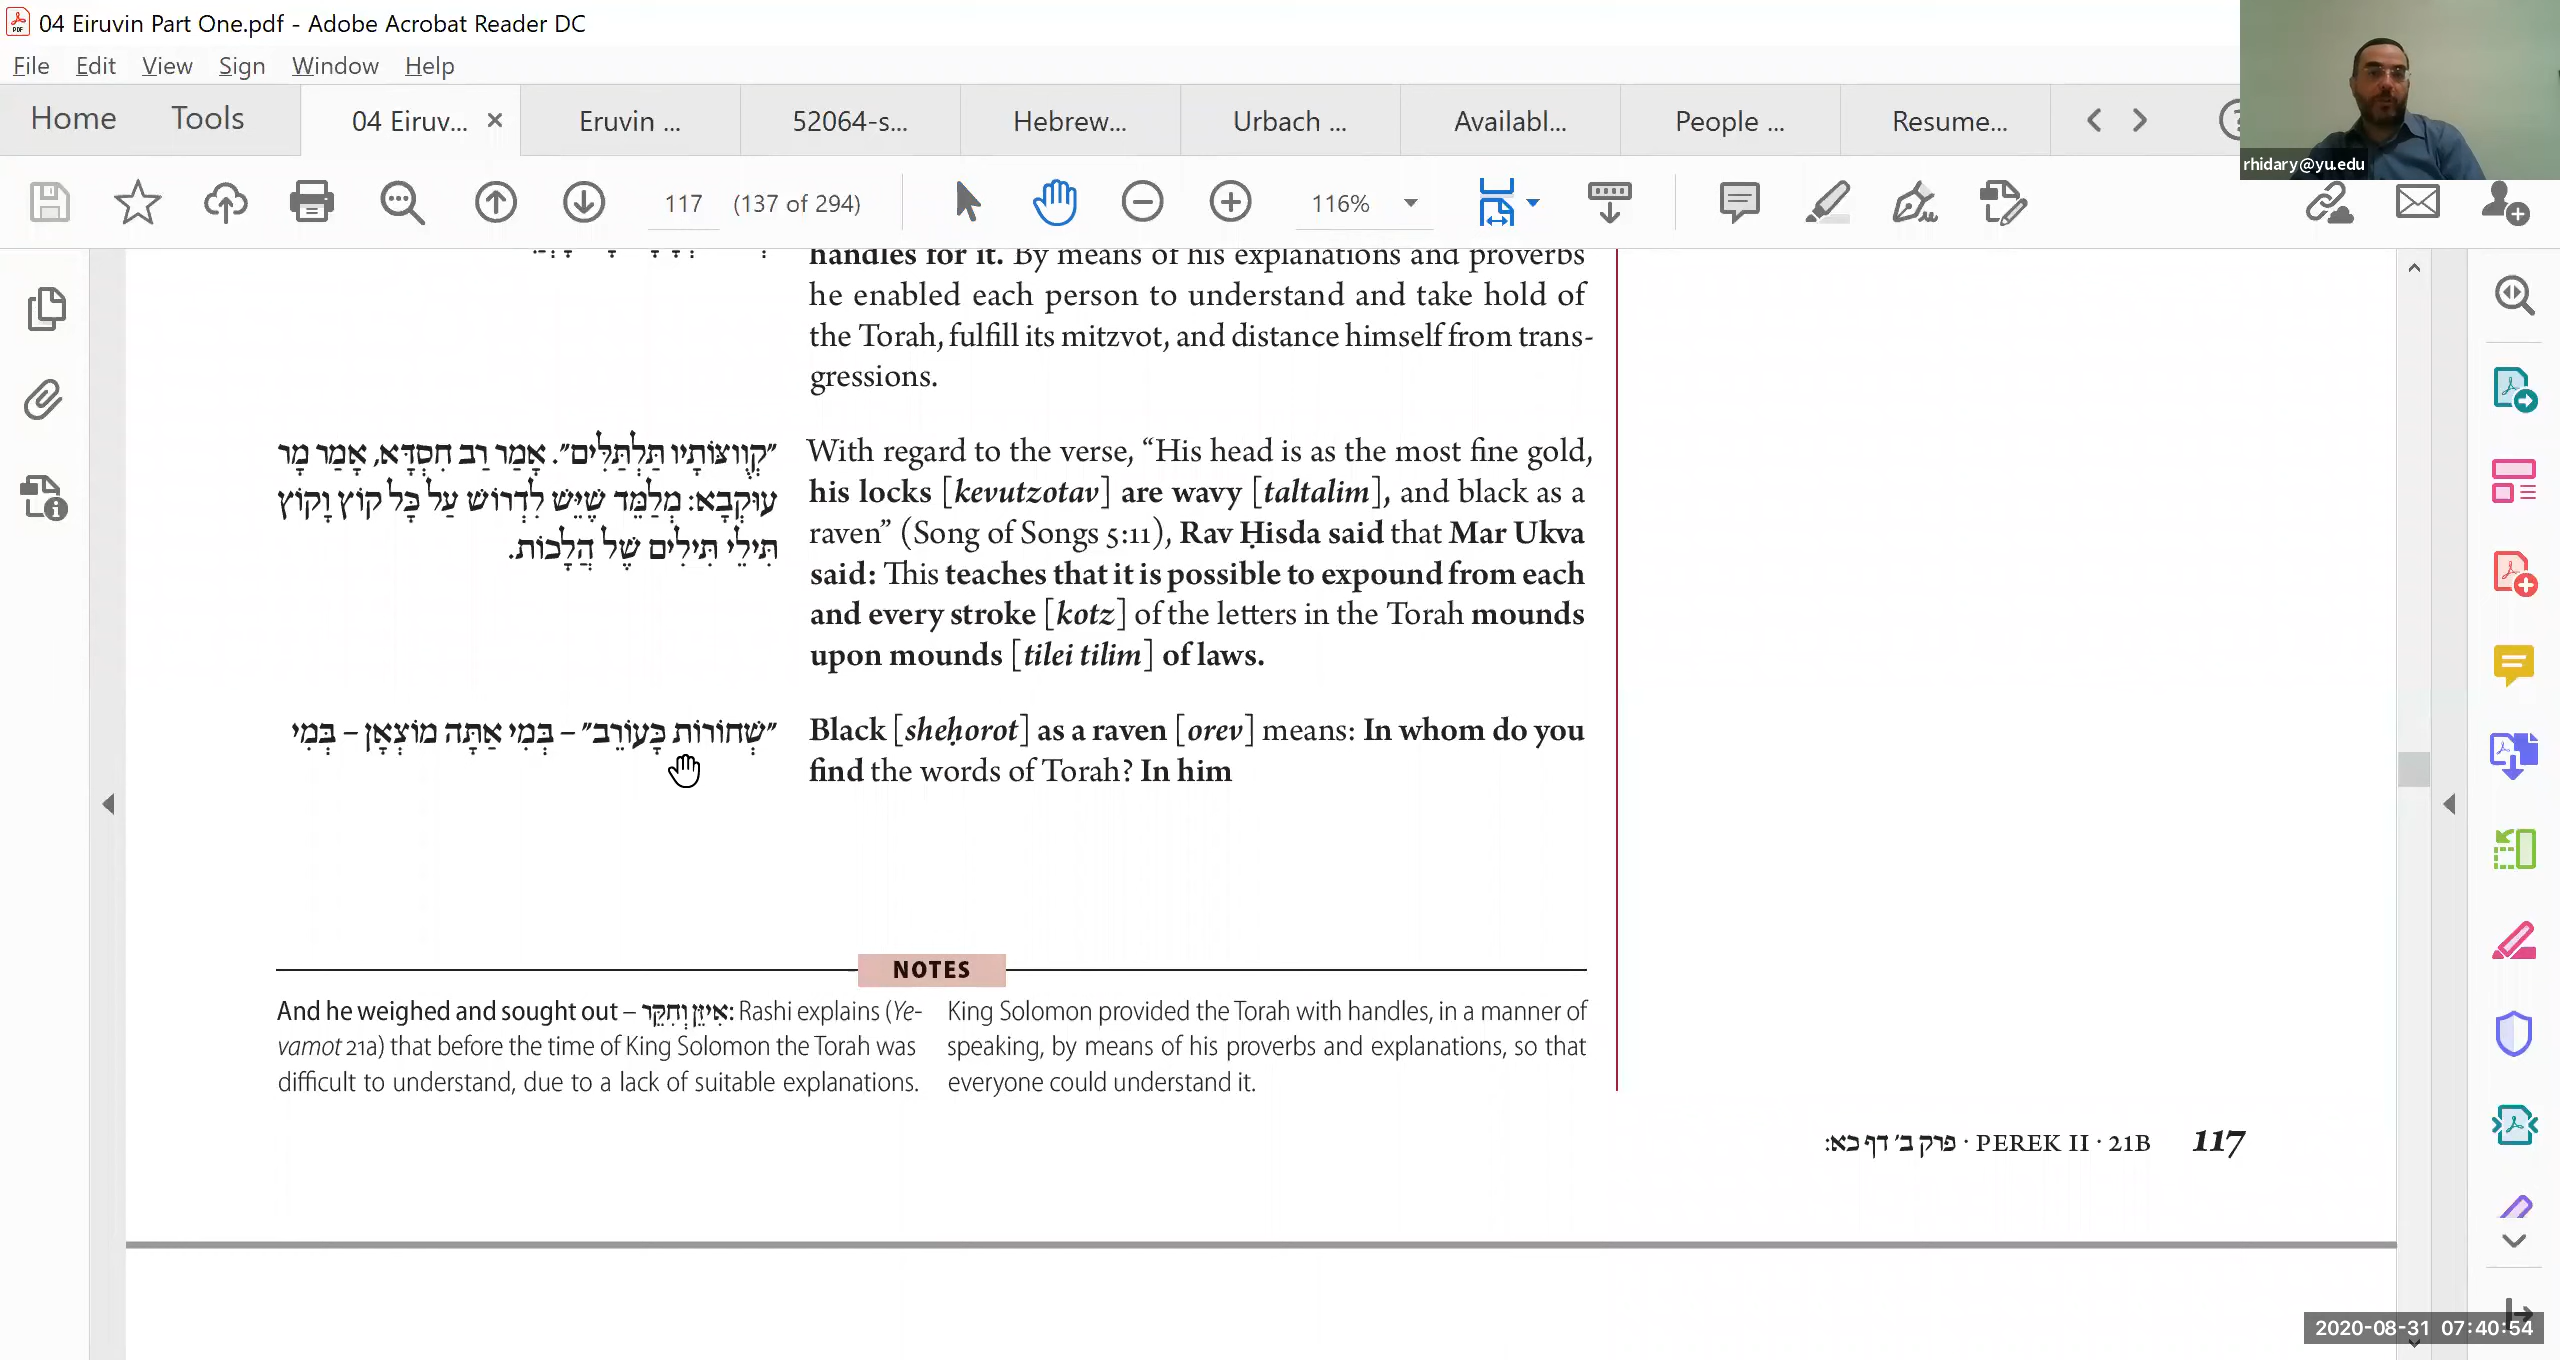 04 Eiruvin Part One.pdf - Adobe Acrobat Reader DC
File Edit View Sign Window Help
Home Tools 04 Eiruv... × Eruvin ... 52064-s... Hebrew... Urbach ... Availabl... People ... Resume...
rhidary@yu.edu
117 (137 of 294) 116%
handles for it. By means of his explanations and proverbs
he enabled each person to understand and take hold of
the Torah, fulfill its mitzvot, and distance himself from trans-
gressions.
״קְוֻוצּוֹתָיו תַּלְתַּלִּים״. אָמַר רַב חִסְדָּא, אָמַר מָר
עוּקְבָא: מְלַמֵּד שֶׁיֵּשׁ לִדְרוֹשׁ עַל כָּל קוֹץ וָקוֹץ
תִּילֵי תִּילִים שֶׁל הֲלָכוֹת.
With regard to the verse, “His head is as the most fine gold,
his locks [kevutzotav] are wavy [taltalim], and black as a
raven” (Song of Songs 5:11), Rav Ḥisda said that Mar Ukva
said: This teaches that it is possible to expound from each
and every stroke [kotz] of the letters in the Torah mounds
upon mounds [tilei tilim] of laws.
״שְׁחוֹרוֹת כָּעוֹרֵב״ – בְּמִי אַתָּה מוֹצְאָן – בְּמִי
Black [sheḥorot] as a raven [orev] means: In whom do you
find the words of Torah? In him
NOTES
And he weighed and sought out – אִיזֵּן וְחִקֵּר: Rashi explains (Ye-
vamot 21a) that before the time of King Solomon the Torah was
difficult to understand, due to a lack of suitable explanations.
King Solomon provided the Torah with handles, in a manner of
speaking, by means of his proverbs and explanations, so that
everyone could understand it.
פרק ב׳ דף כא: · PEREK II · 21B 117
2020-08-31 07:40:54